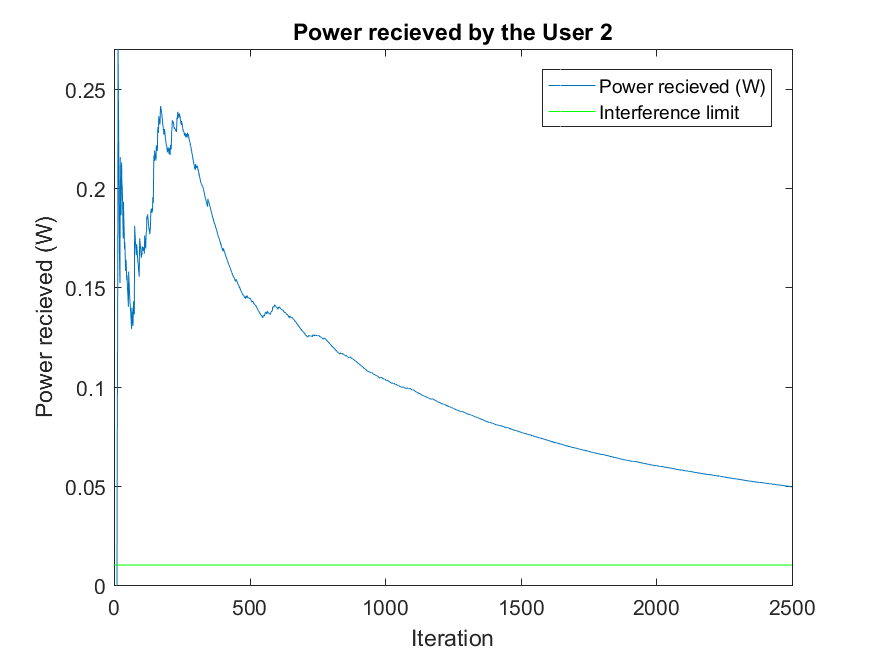 Power recieved by the User 2
Power recieved (W)
Interference limit
0.25
0.2
0.15
0.1
0.05
0
Power recieved (W)
0 500 1000 1500 2000 2500
Iteration